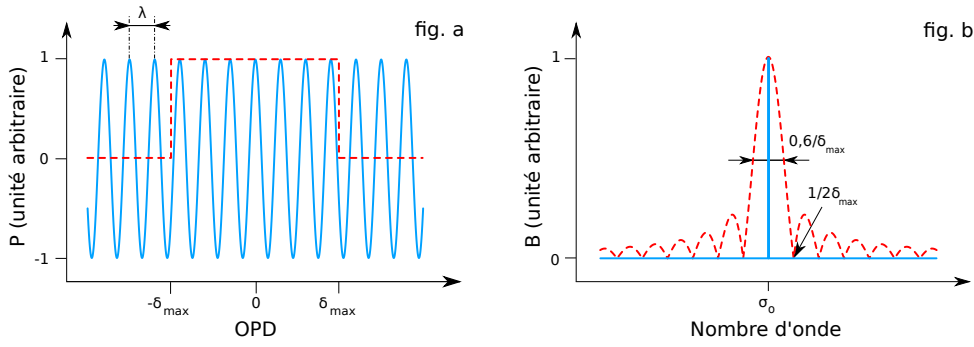 λ
fig. a
P (unité arbitraire)
1
0
-1
-δmax
0
δmax
OPD
fig. b
B (unité arbitraire)
1
0
0,6/δmax
1/2δmax
σo
Nombre d'onde